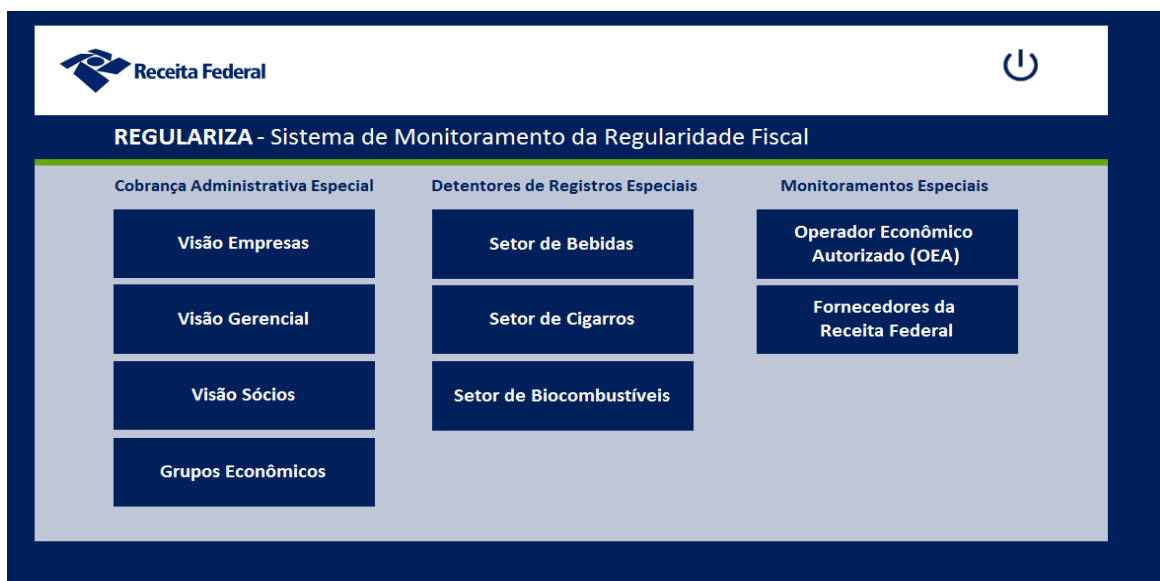 Receita Federal
REGULARIZA - Sistema de Monitoramento da Regularidade Fiscal
Cobrança Administrativa Especial
Visão Empresas
Visão Gerencial
Visão Sócios
Grupos Econômicos
Detentores de Registros Especiais
Setor de Bebidas
Setor de Cigarros
Setor de Biocombustíveis
Monitoramentos Especiais
Operador Econômico
Autorizado (OEA)
Fornecedores da
Receita Federal